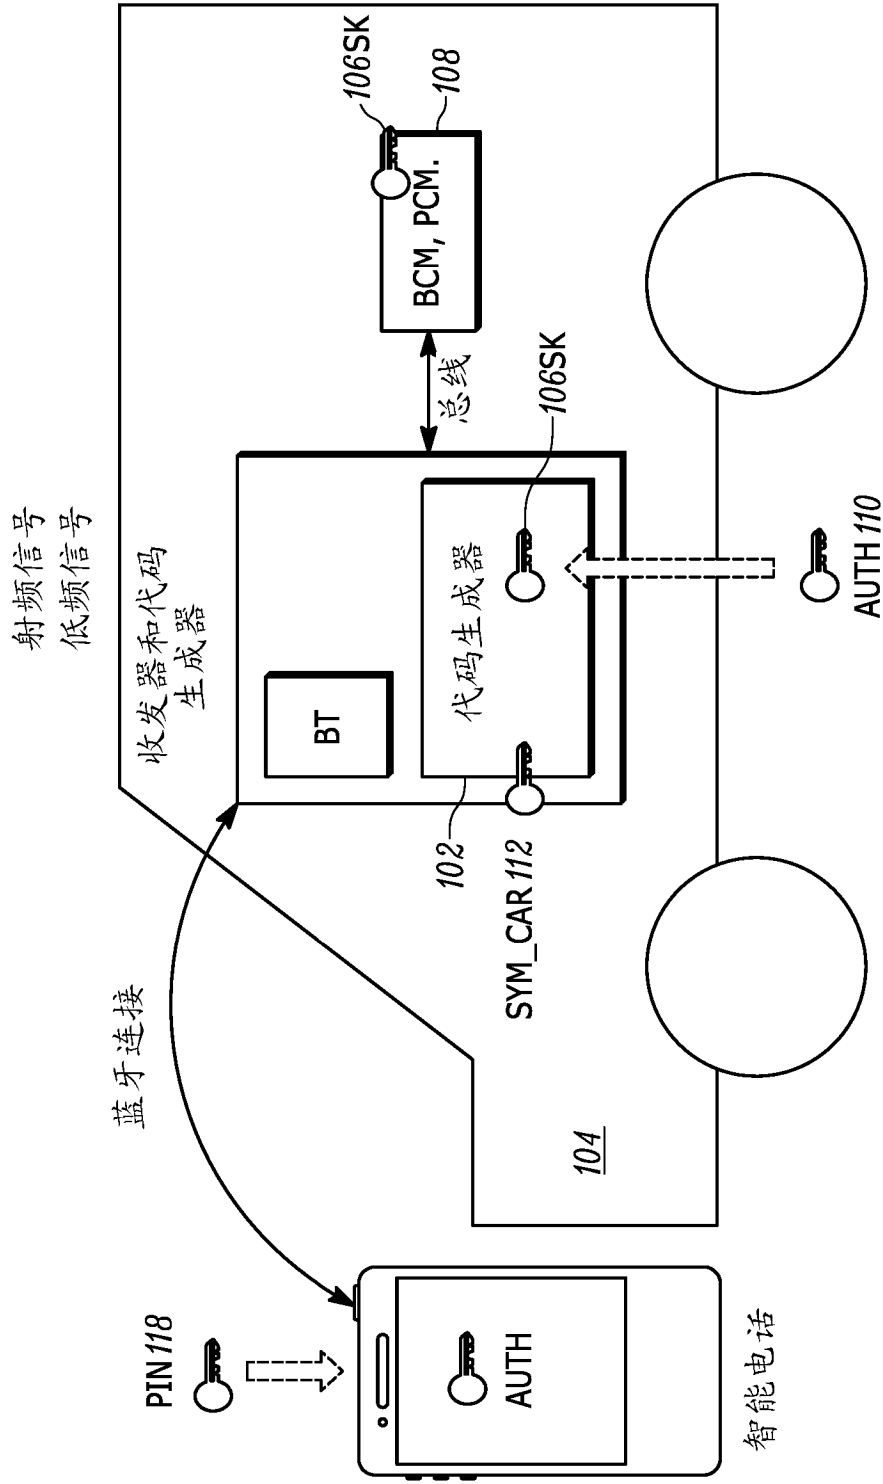 射频信号
低频信号
收发器和代码
生成器
蓝牙连接
PIN 118
AUTH
智能电话
104
SYM_CAR 112
102
BT
代码生成器
106SK
总线
BCM, PCM.
106SK
108
AUTH 110